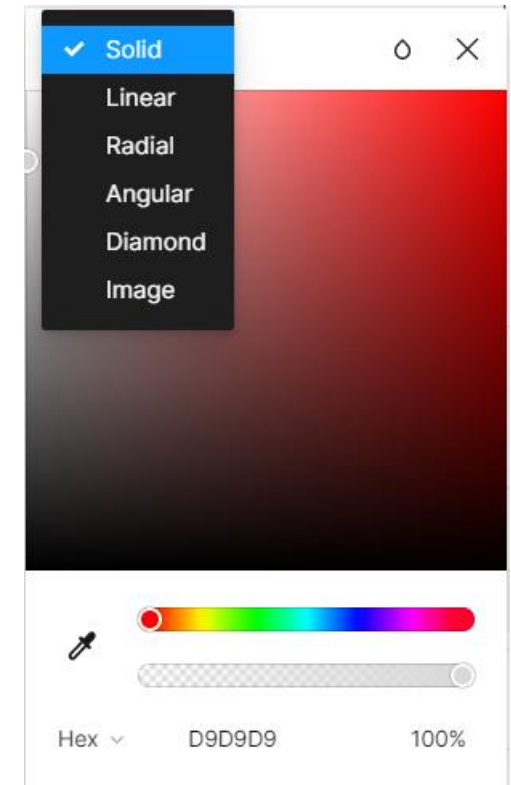 Solid
Linear
Radial
Angular
Diamond
Image
Hex D9D9D9 100%